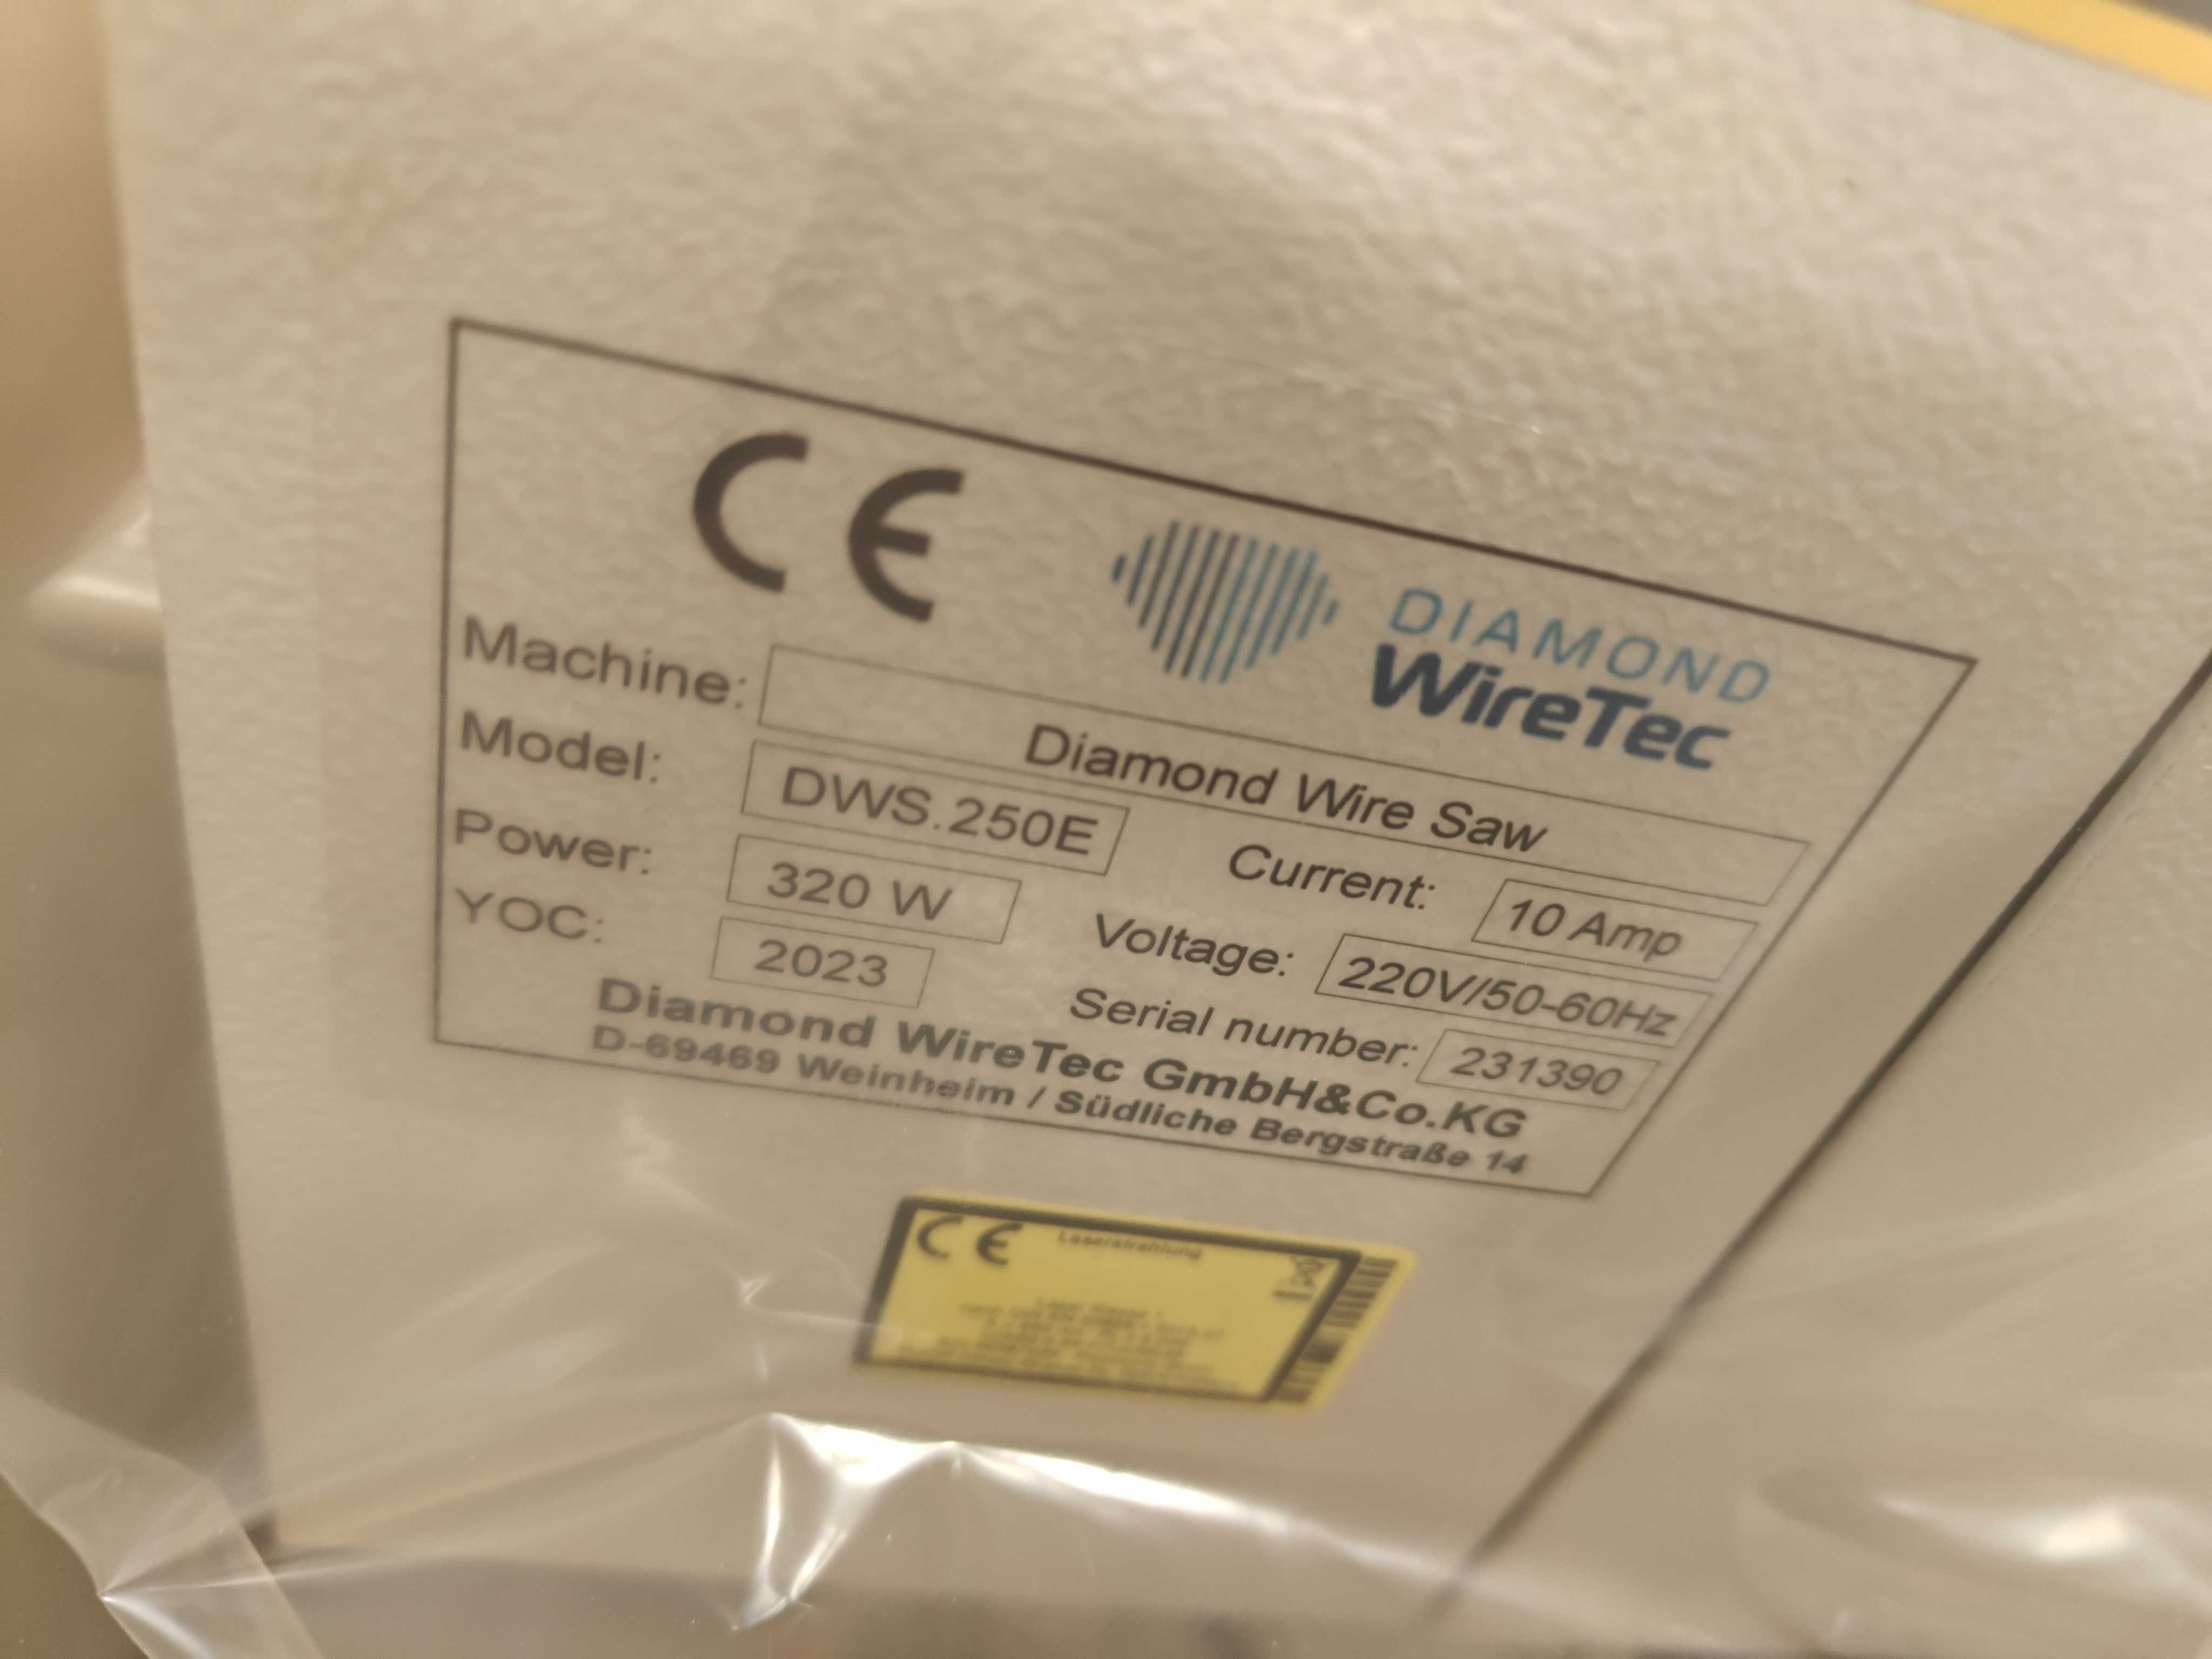 CE
DIAMOND
WireTec
Machine: Diamond Wire Saw
Model: DWS.250E Current: 10 Amp
Power: 320 W Voltage: 220V/50-60Hz
YOC: 2023 Serial number: 231390
Diamond WireTec GmbH&Co.KG
D-69469 Weinheim / Südliche Bergstraße 14
CE Laserstrahlung